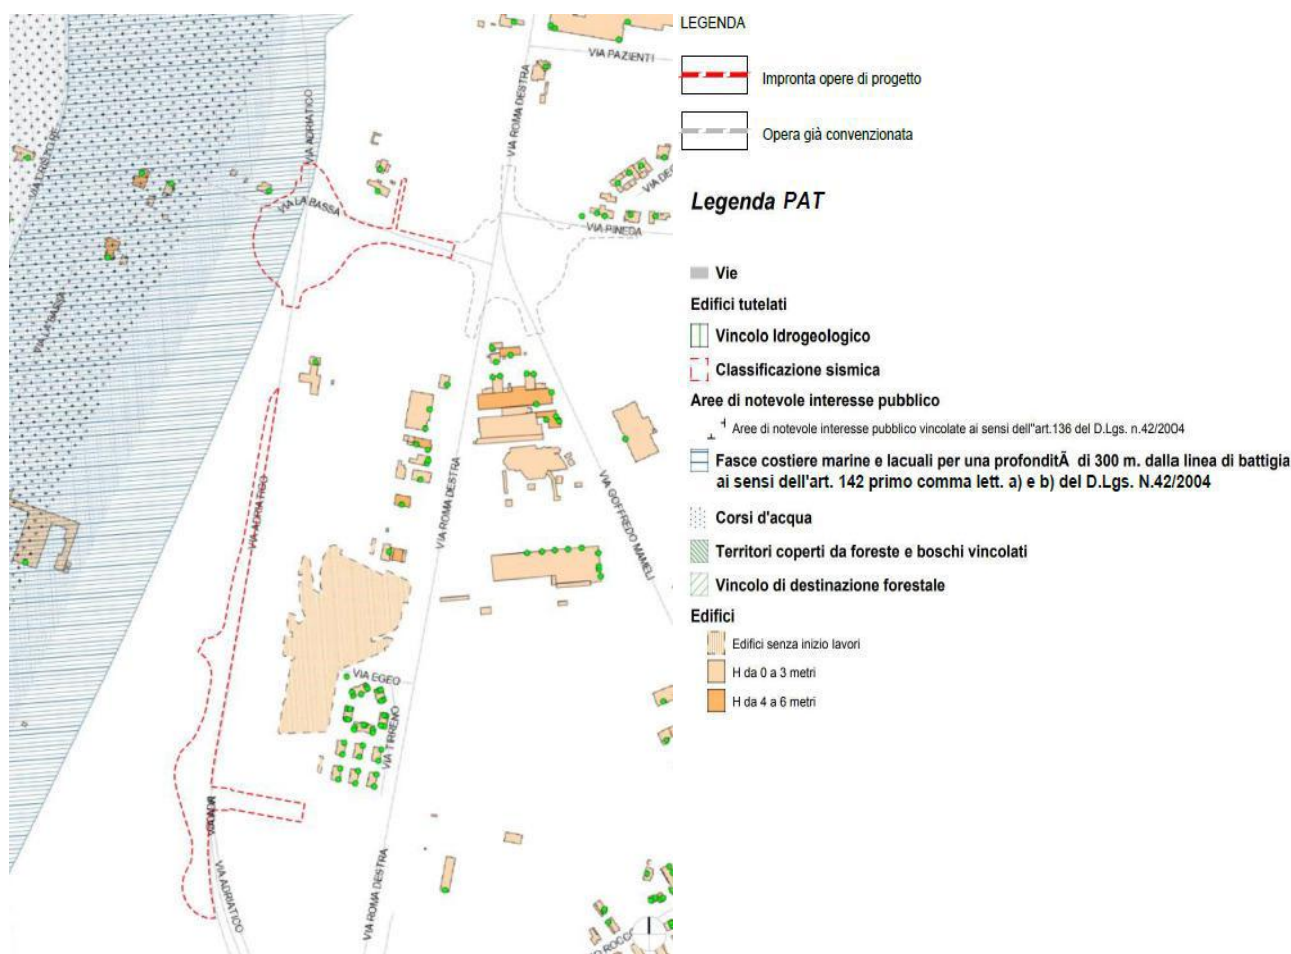 VIA PAZIENTI
VIA ROMA DESTRA
VIA ADRIATICO
VIA TRISTORE
VIA LA BASSA
VIA PINEDA
VIA LA BASSA
VIA ADRIATICO
VIA ROMA DESTRA
VIA GOFFREDO MAMELI
VIA EGEO
VIA TIRRENO
VIA ADRIATICO
VIA ROMA DESTRA
LEGENDA
Impronta opere di progetto
Opera già convenzionata
Legenda PAT
Vie
Edifici tutelati
Vincolo Idrogeologico
Classificazione sismica
Aree di notevole interesse pubblico
Aree di notevole interesse pubblico vincolate ai sensi dell"art.136 del D.Lgs. n.42/2004
Fasce costiere marine e lacuali per una profonditÃ di 300 m. dalla linea di battigia
ai sensi dell'art. 142 primo comma lett. a) e b) del D.Lgs. N.42/2004
Corsi d'acqua
Territori coperti da foreste e boschi vincolati
Vincolo di destinazione forestale
Edifici
Edifici senza inizio lavori
H da 0 a 3 metri
H da 4 a 6 metri